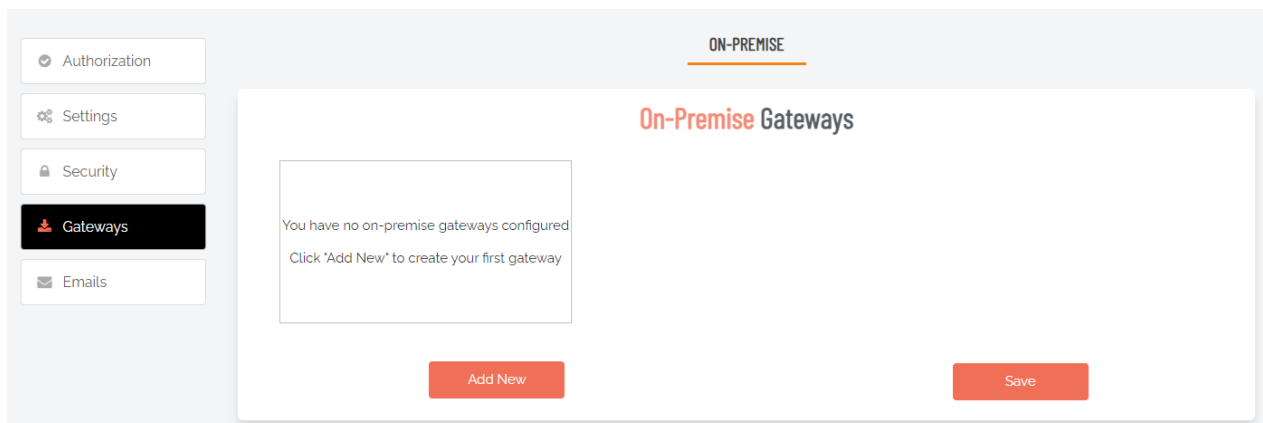 Authorization
Settings
Security
Gateways
Emails
ON-PREMISE
On-Premise Gateways
You have no on-premise gateways configured
Click "Add New" to create your first gateway
Add New
Save